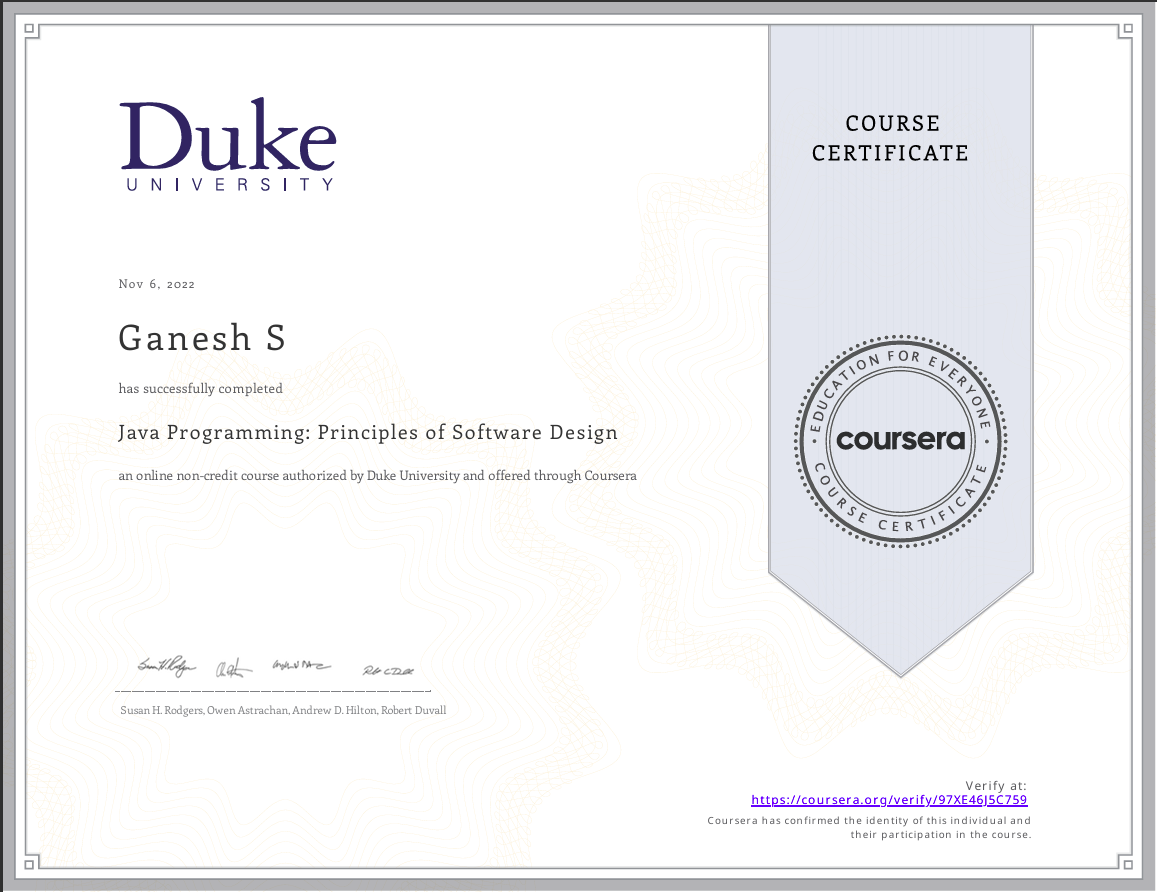 Duke
UNIVERSITY
COURSE
CERTIFICATE
Nov 6, 2022
Ganesh S
has successfully completed
Java Programming: Principles of Software Design
an online non-credit course authorized by Duke University and offered through Coursera
EDUCATION FOR EVERYONE
coursera
COURSE CERTIFICATE
Susan H. Rodgers, Owen Astrachan, Andrew D. Hilton, Robert Duvall
Verify at:
https://coursera.org/verify/97XE46J5C759
Coursera has confirmed the identity of this individual and
their participation in the course.